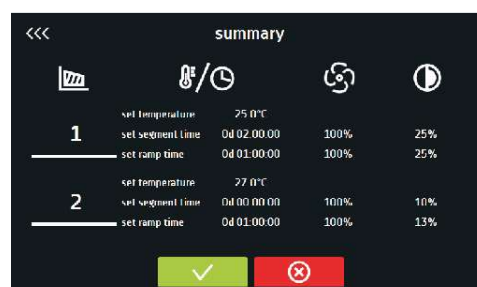 <<< summary
set temperature 25.0°C
1 set segment time 0d 02:00:00 100% 25%
set ramp time 0d 01:00:00 100% 25%
set temperature 27.0°C
2 set segment time 0d 00:00:00 100% 10%
set ramp time 0d 01:00:00 100% 13%